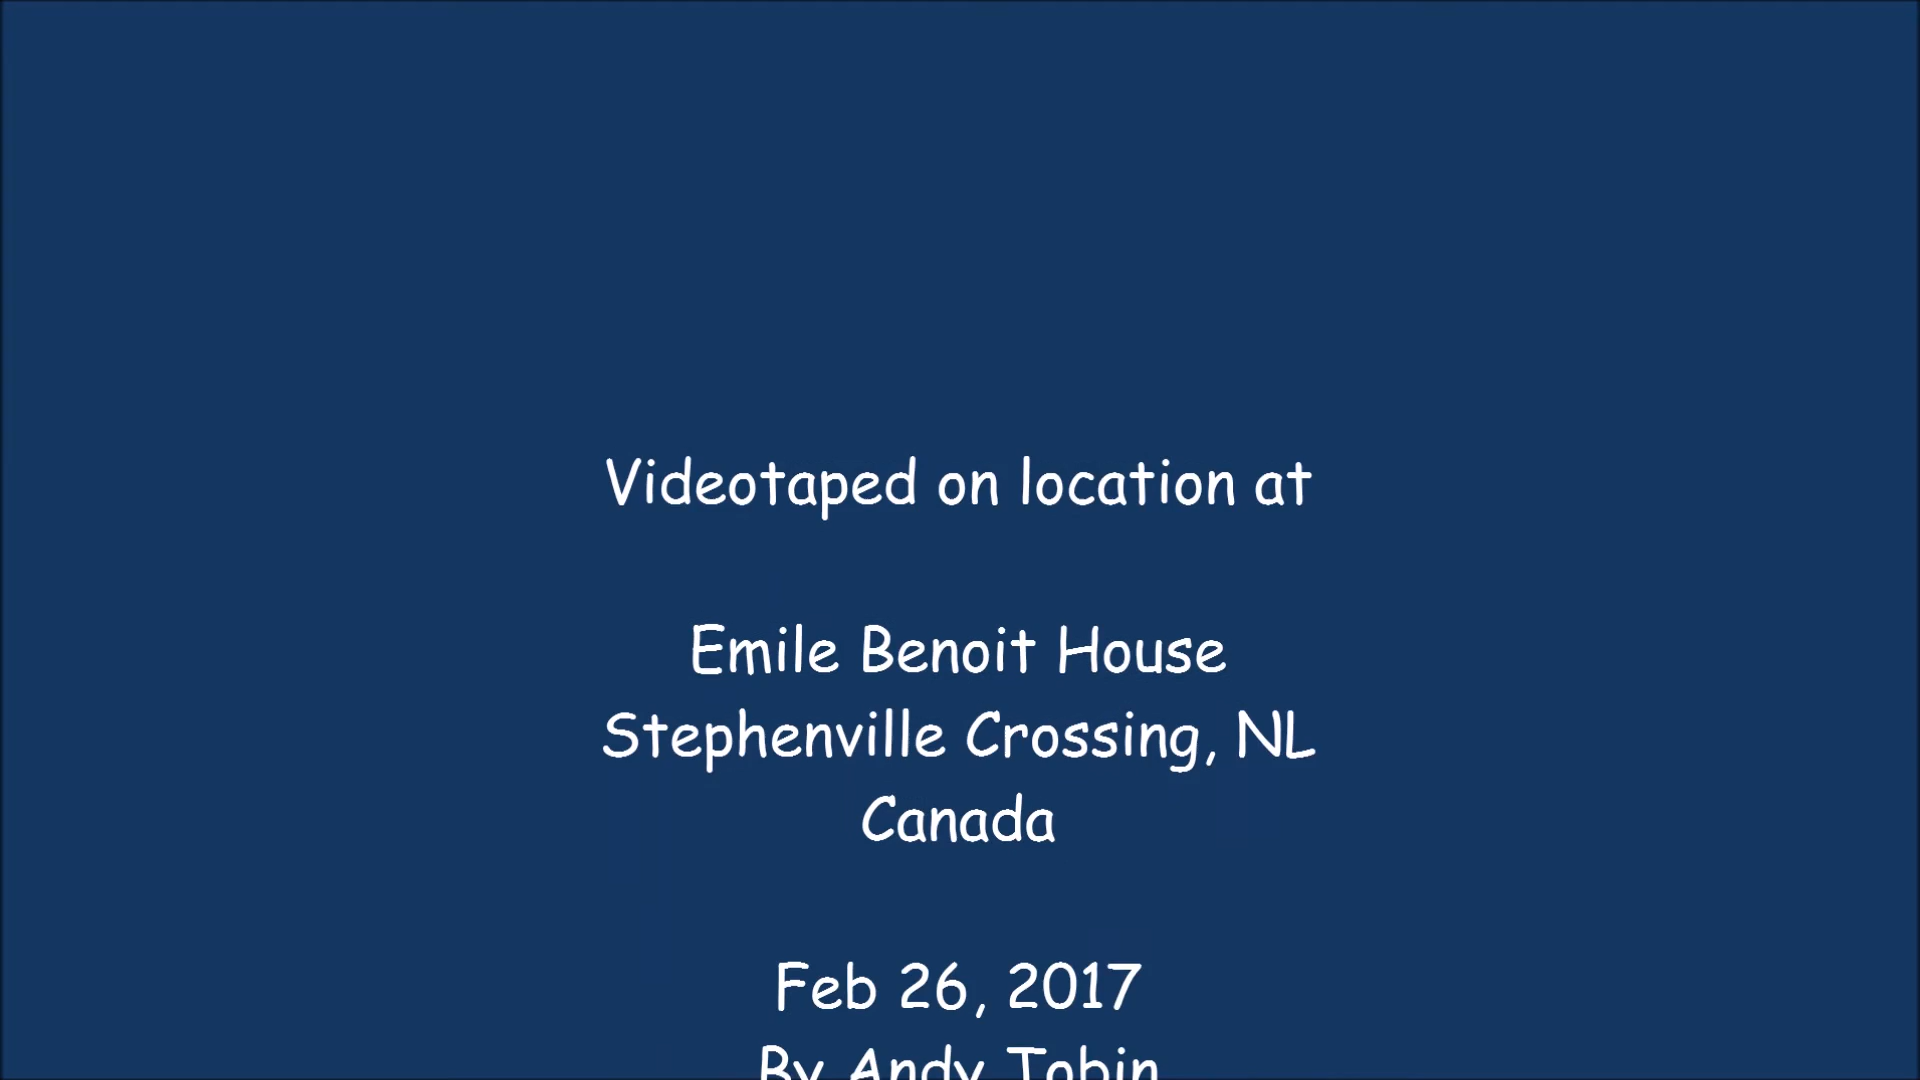 Videotaped on location at
Emile Benoit House
Stephenville Crossing, NL
Canada
Feb 26, 2017
By Andy Tobin